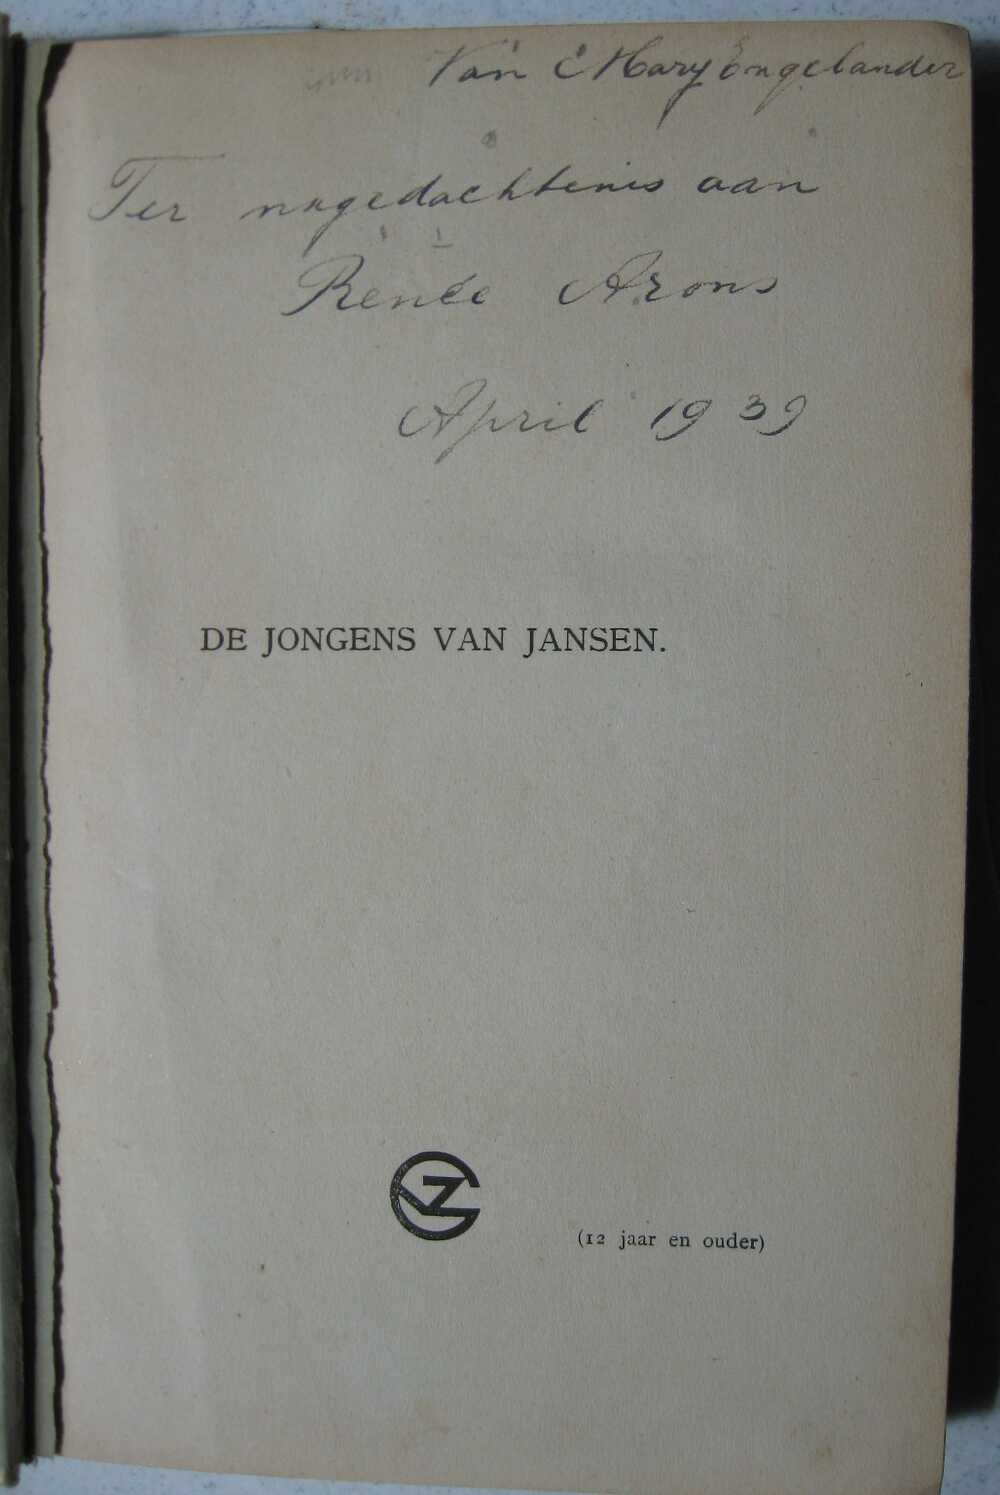 Van Mary Engelander
Ter nagedachtenis aan
Renée Arons
April 1939
DE JONGENS VAN JANSEN.
(12 jaar en ouder)